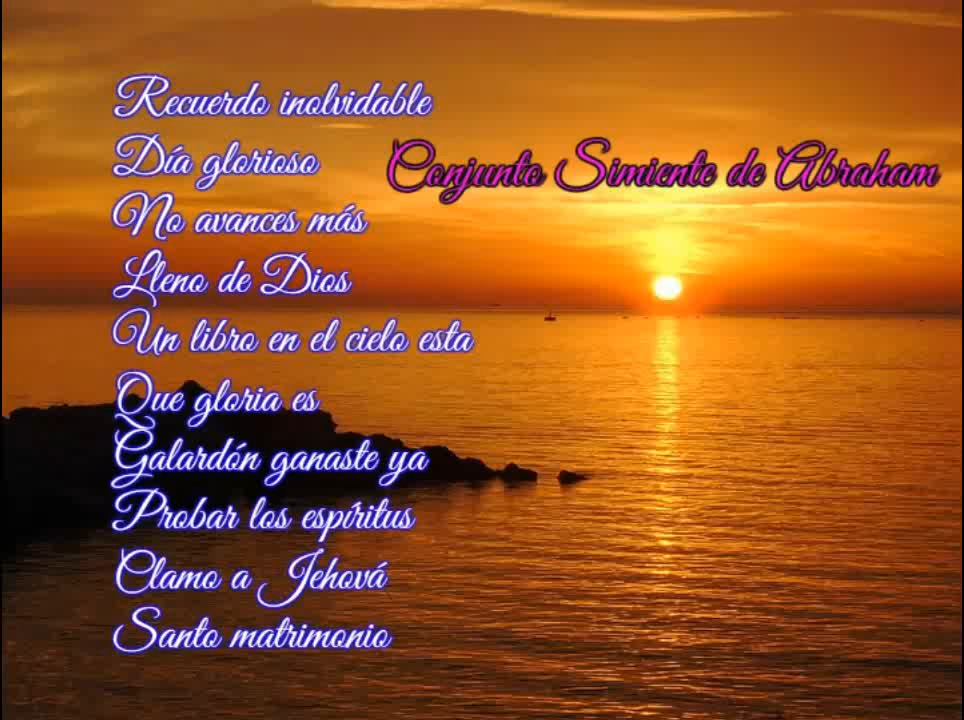 Recuerdo inolvidable
Día glorioso
Conjunto Simiente de Abraham
No avances más
Lleno de Dios
Un libro en el cielo esta
Que gloria es
Galardón ganaste ya
Probar los espíritus
Clamo a Jehová
Santo matrimonio